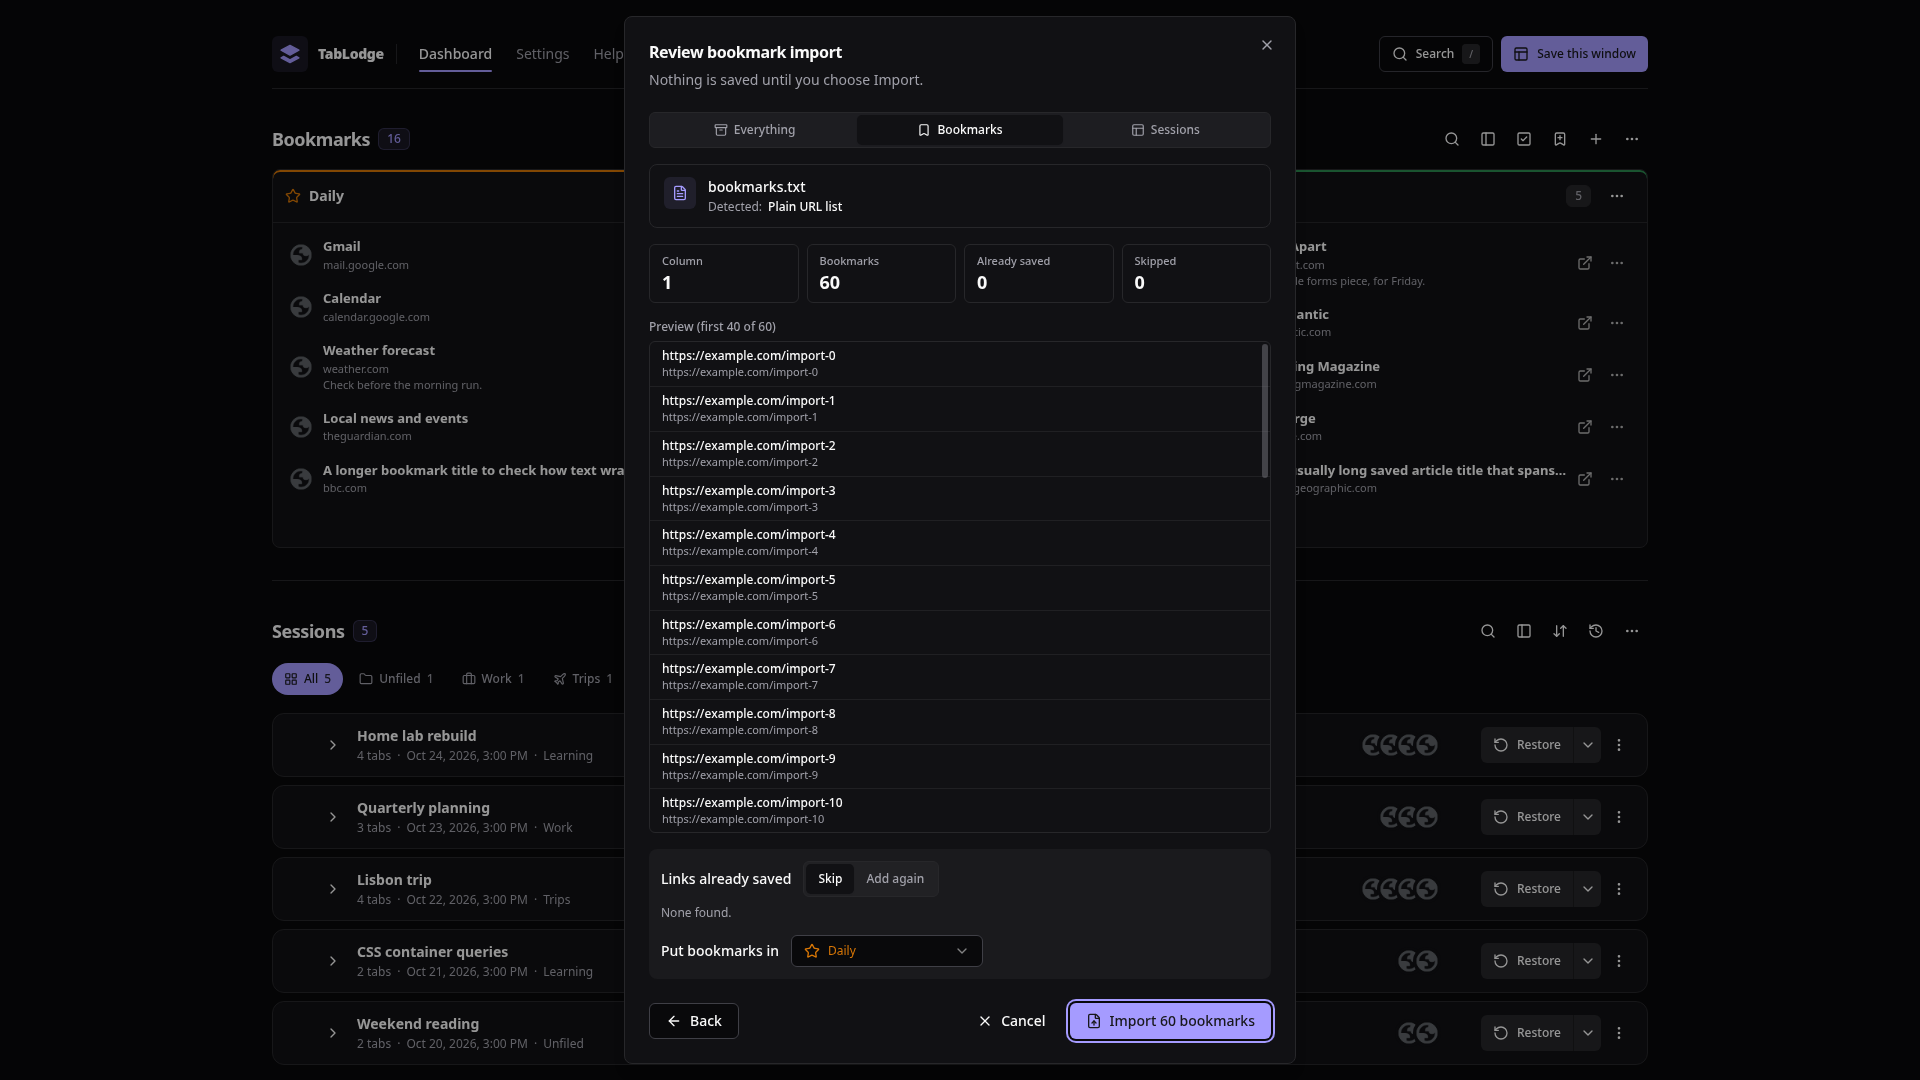 TabLodge
Dashboard
Settings
Help
Search /
Save this window
Bookmarks 16
Daily
Gmail
mail.google.com
Calendar
calendar.google.com
Weather forecast
weather.com
Check before the morning run.
Local news and events
theguardian.com
A longer bookmark title to check how text wra
bbc.com
Review bookmark import
Nothing is saved until you choose Import.
Everything
Bookmarks
Sessions
bookmarks.txt
Detected: Plain URL list
Column
1
Bookmarks
60
Already saved
0
Skipped
0
Preview (first 40 of 60)
https://example.com/import-0
https://example.com/import-0
https://example.com/import-1
https://example.com/import-1
https://example.com/import-2
https://example.com/import-2
https://example.com/import-3
https://example.com/import-3
https://example.com/import-4
https://example.com/import-4
https://example.com/import-5
https://example.com/import-5
https://example.com/import-6
https://example.com/import-6
https://example.com/import-7
https://example.com/import-7
https://example.com/import-8
https://example.com/import-8
https://example.com/import-9
https://example.com/import-9
https://example.com/import-10
https://example.com/import-10
Links already saved
Skip
Add again
None found.
Put bookmarks in
Daily
Back
Cancel
Import 60 bookmarks
5
Apart
t.com
le forms piece, for Friday.
antic
tic.com
ing Magazine
gmagazine.com
rge
.com
usually long saved article title that spans...
geographic.com
Sessions 5
All 5
Unfiled 1
Work 1
Trips 1
Home lab rebuild
4 tabs · Oct 24, 2026, 3:00 PM · Learning
Restore
Quarterly planning
3 tabs · Oct 23, 2026, 3:00 PM · Work
Restore
Lisbon trip
4 tabs · Oct 22, 2026, 3:00 PM · Trips
Restore
CSS container queries
2 tabs · Oct 21, 2026, 3:00 PM · Learning
Restore
Weekend reading
2 tabs · Oct 20, 2026, 3:00 PM · Unfiled
Restore